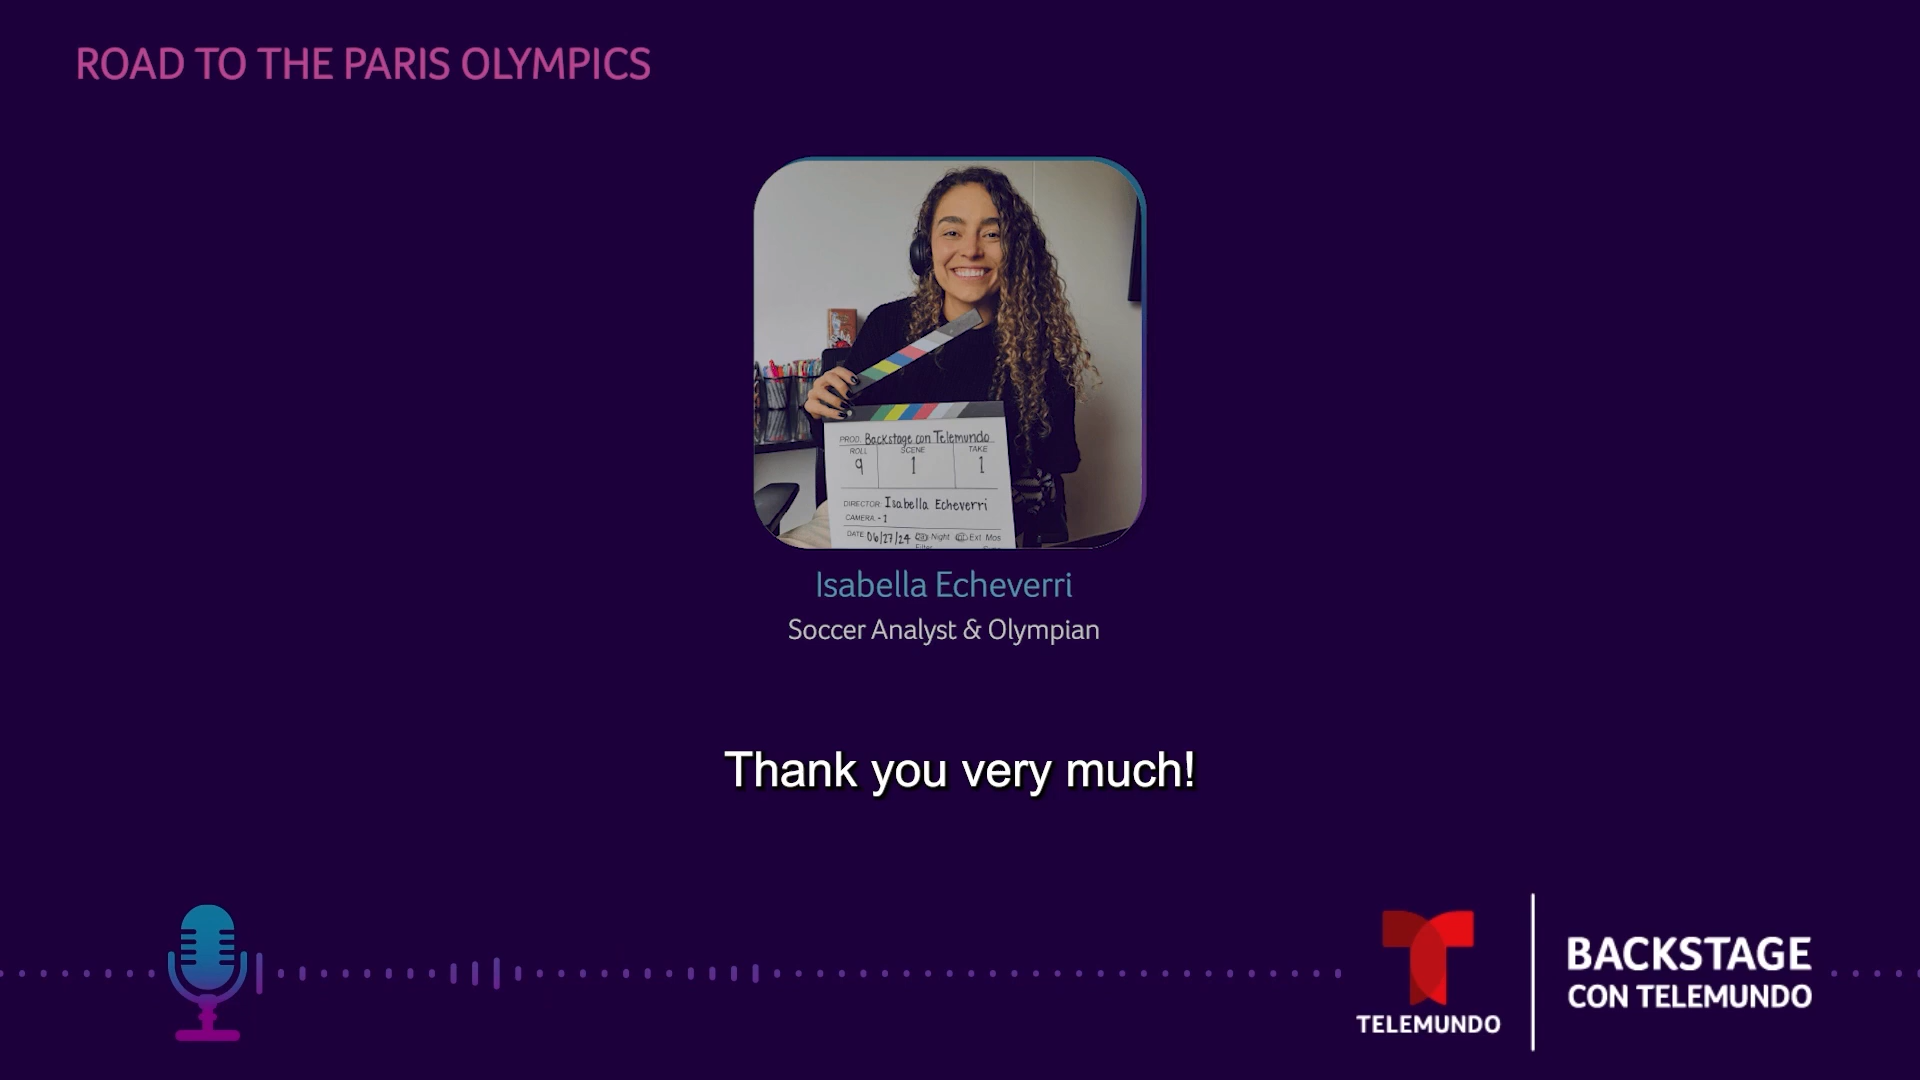 ROAD TO THE PARIS OLYMPICS
PROD. Backstage con Telemundo
ROLL SCENE TAKE
9 1 1
DIRECTOR: Isabella Echeverri
CAMERA: - 1
DATE 06/27/24 Day Night Ext Mos
Isabella Echeverri
Soccer Analyst & Olympian
Thank you very much!
TELEMUNDO
BACKSTAGE
CON TELEMUNDO